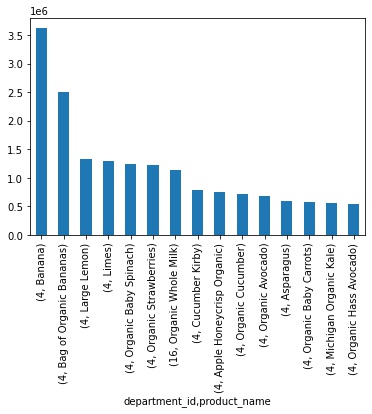 1e6
3.5
3.0
2.5
2.0
1.5
1.0
0.5
0.0
(4, Banana)
(4, Bag of Organic Bananas)
(4, Large Lemon)
(4, Limes)
(4, Organic Baby Spinach)
(4, Organic Strawberries)
(16, Organic Whole Milk)
(4, Cucumber Kirby)
(4, Apple Honeycrisp Organic)
(4, Organic Cucumber)
(4, Organic Avocado)
(4, Asparagus)
(4, Organic Baby Carrots)
(4, Michigan Organic Kale)
(4, Organic Hass Avocado)
department_id,product_name